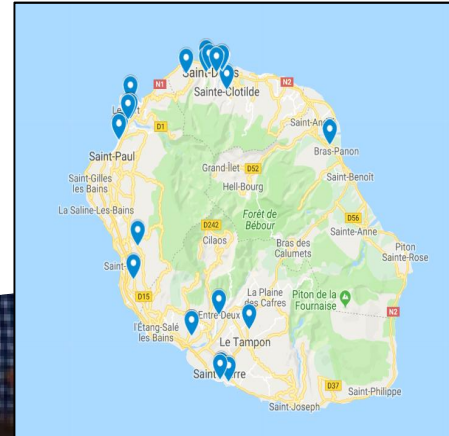 Saint-Denis
N1
Sainte-Clotilde
N2
Le Port
D1
Saint-André
Bras-Panon
Saint-Paul
Grand-Îlet
D52
Hell-Bourg
Saint-Benoît
Saint-Gilles
les Bains
La Saline-Les-Bains
D242
Forêt de
Bébour
D56
Cilaos
Sainte-Anne
Bras des
Calumets
Piton
Sainte-Rose
Saint-
La Plaine
des Cafres
Piton de la
Fournaise
D15
Entre-Deux
N2
l'Étang-Salé
les Bains
Le Tampon
Saint-Pierre
D37
Saint-Philippe
Saint-Joseph